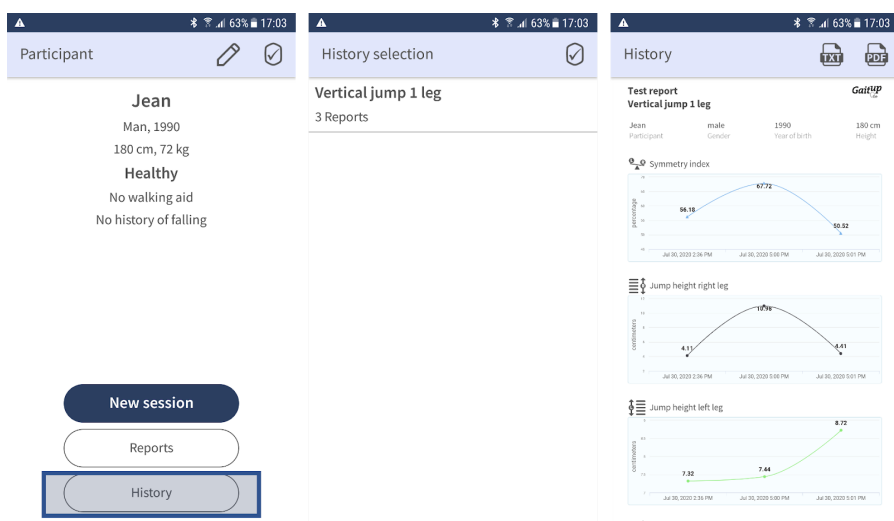 63% 17:03
Participant
Jean
Man, 1990
180 cm, 72 kg
Healthy
No walking aid
No history of falling
New session
Reports
History
63% 17:03
History selection
Vertical jump 1 leg
3 Reports
63% 17:03
History
TXT PDF
Test report
Vertical jump 1 leg
Gaitup
Jean male 1990 180 cm
Participant Gender Year of birth Height
Symmetry index
percentage
56.18
67.72
50.52
Jul 30, 2020 2:36 PM Jul 30, 2020 5:00 PM Jul 30, 2020 5:01 PM
Jump height right leg
centimeters
4.11
10.98
4.41
Jul 30, 2020 2:36 PM Jul 30, 2020 5:00 PM Jul 30, 2020 5:01 PM
Jump height left leg
centimeters
7.32
7.44
8.72
Jul 30, 2020 2:36 PM Jul 30, 2020 5:00 PM Jul 30, 2020 5:01 PM